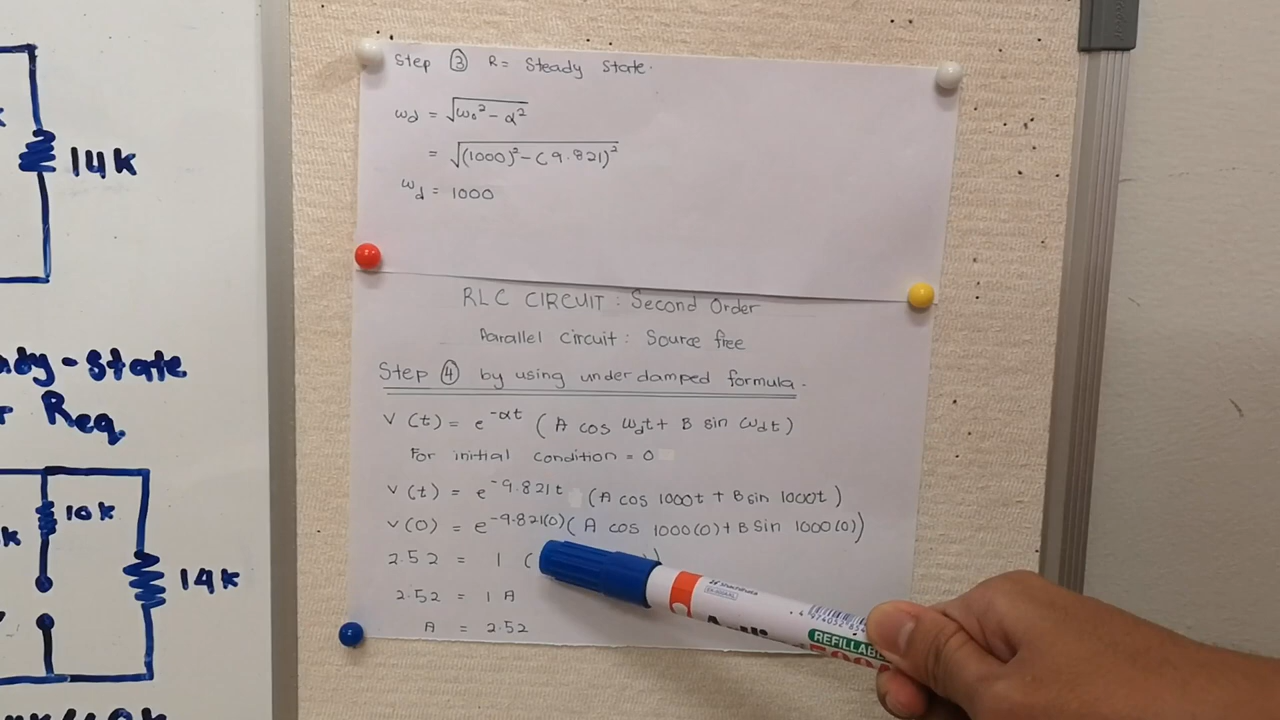 14k
ady-state
r Req.
10k
k
14k
Step ③ R = Steady State.
ωd = √ω₀² - α²
= √(1000)² - (9.821)²
ωd = 1000
RLC CIRCUIT : Second Order
Parallel circuit : Source free
Step ④ by using underdamped formula.
V (t) = e^-αt ( A cos ωdt + B sin ωdt )
For initial condition = 0
V (t) = e^-9.821t (A cos 1000t + B sin 1000t )
V (0) = e^-9.821(0) ( A cos 1000(0) + B sin 1000(0) )
2.52 = 1 (
2.52 = 1 A
A = 2.52
REFILLABLE